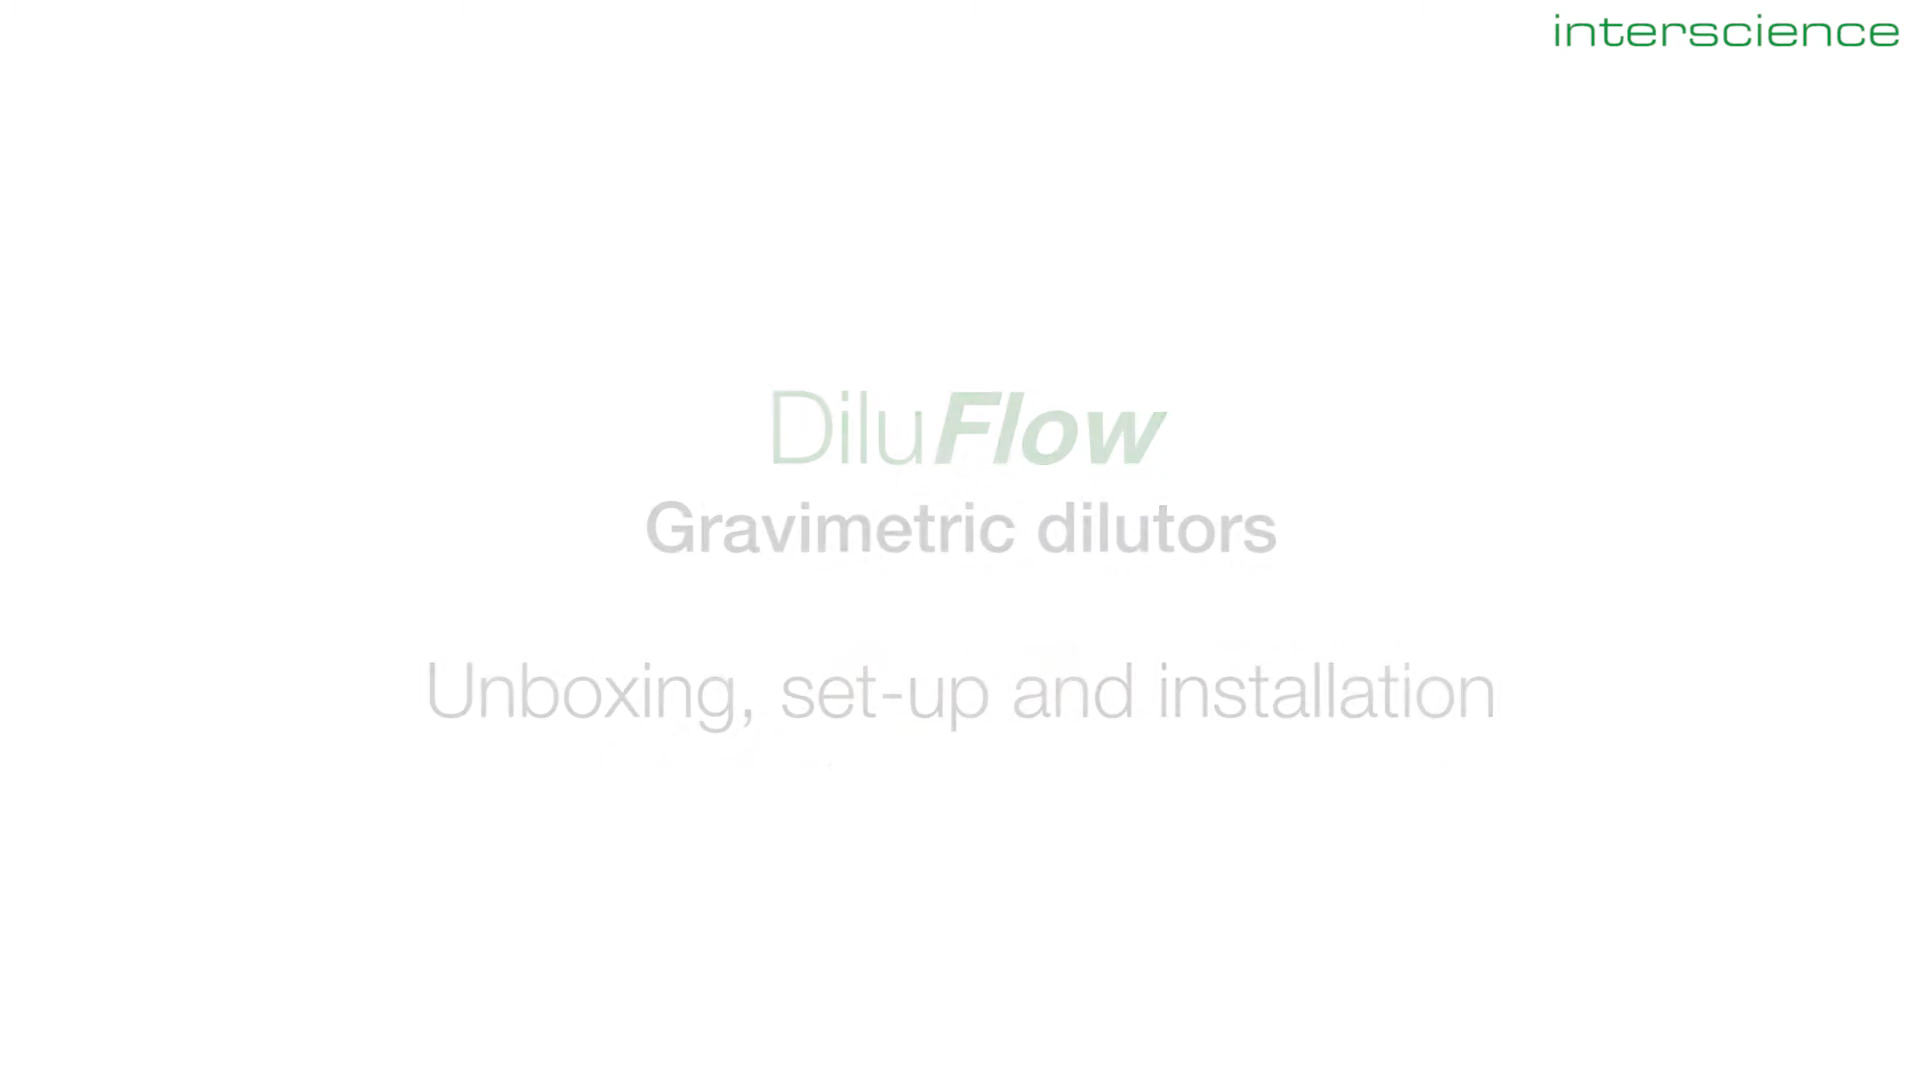 interscience
DiluFlow
Gravimetric dilutors
Unboxing, set-up and installation